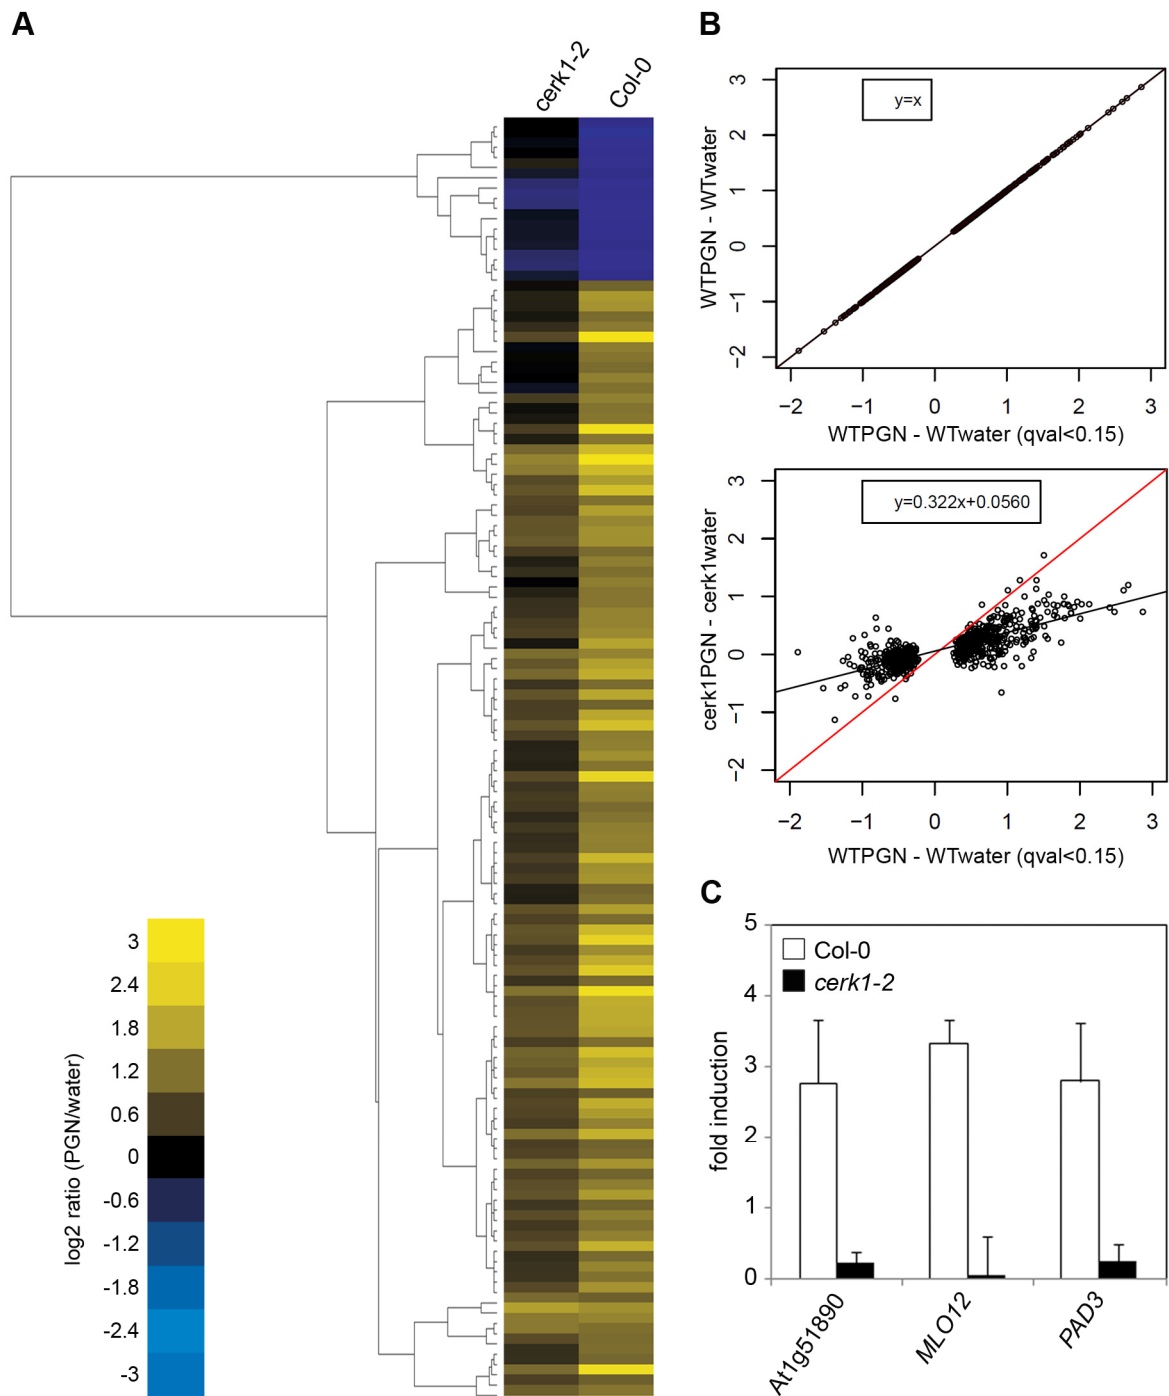 A
cerk1-2
Col-0
log2 ratio (PGN/water)
3
2.4
1.8
1.2
0.6
0
-0.6
-1.2
-1.8
-2.4
-3
B
WTPGN - WTwater
3
2
1
0
−1
−2
y=x
−2 −1 0 1 2 3
WTPGN - WTwater (qval<0.15)
cerk1PGN - cerk1water
3
2
1
0
−1
−2
y=0.322x+0.0560
−2 −1 0 1 2 3
WTPGN - WTwater (qval<0.15)
C
fold induction
5
4
3
2
1
0
Col-0
cerk1-2
At1g51890
MLO12
PAD3